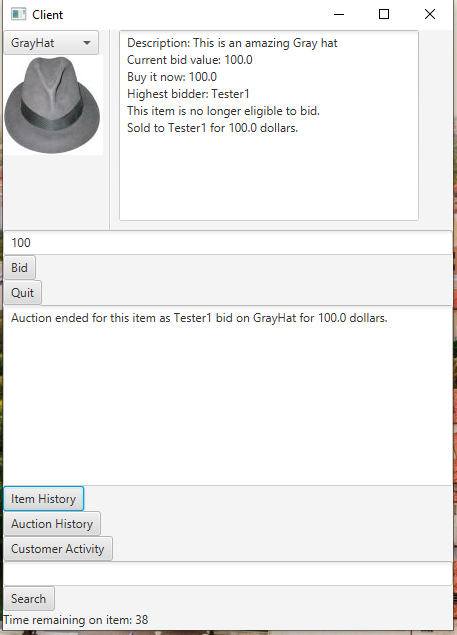 Client
GrayHat
Description: This is an amazing Gray hat
Current bid value: 100.0
Buy it now: 100.0
Highest bidder: Tester1
This item is no longer eligible to bid.
Sold to Tester1 for 100.0 dollars.
100
Bid
Quit
Auction ended for this item as Tester1 bid on GrayHat for 100.0 dollars.
Item History
Auction History
Customer Activity
Search
Time remaining on item: 38